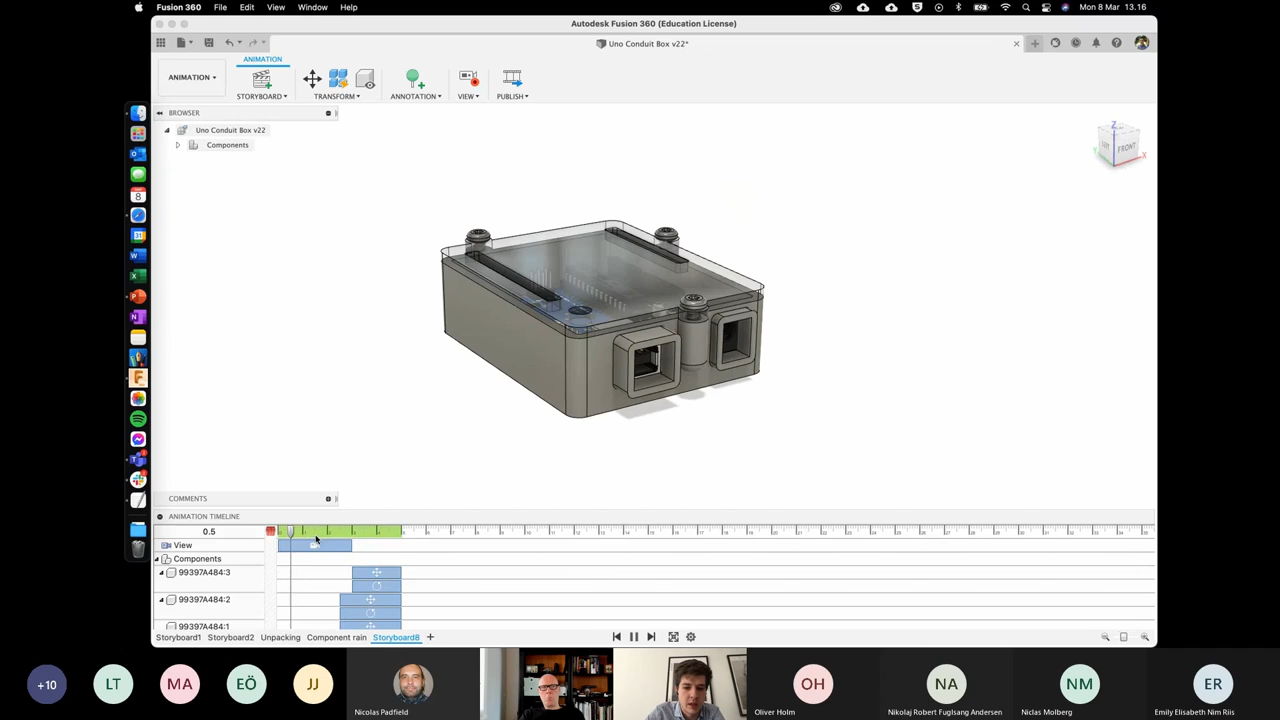 Fusion 360 File Edit View Window Help
Mon 8 Mar 13.16
Autodesk Fusion 360 (Education License)
Uno Conduit Box v22*
ANIMATION
ANIMATION
STORYBOARD
TRANSFORM
ANNOTATION
VIEW
PUBLISH
BROWSER
Uno Conduit Box v22
Components
Z
FRONT
X
Y
8
COMMENTS
ANIMATION TIMELINE
0.5
View
Components
99397A484:3
99397A484:2
99397A484:1
Storyboard1 Storyboard2 Unpacking Component rain Storyboard8 +
+10
LT
MA
EÖ
JJ
OH
NA
NM
ER
Nicolas Padfield
Oliver Holm
Nikolaj Robert Fuglsang Andersen
Niclas Molberg
Emily Elisabeth Nim Riis